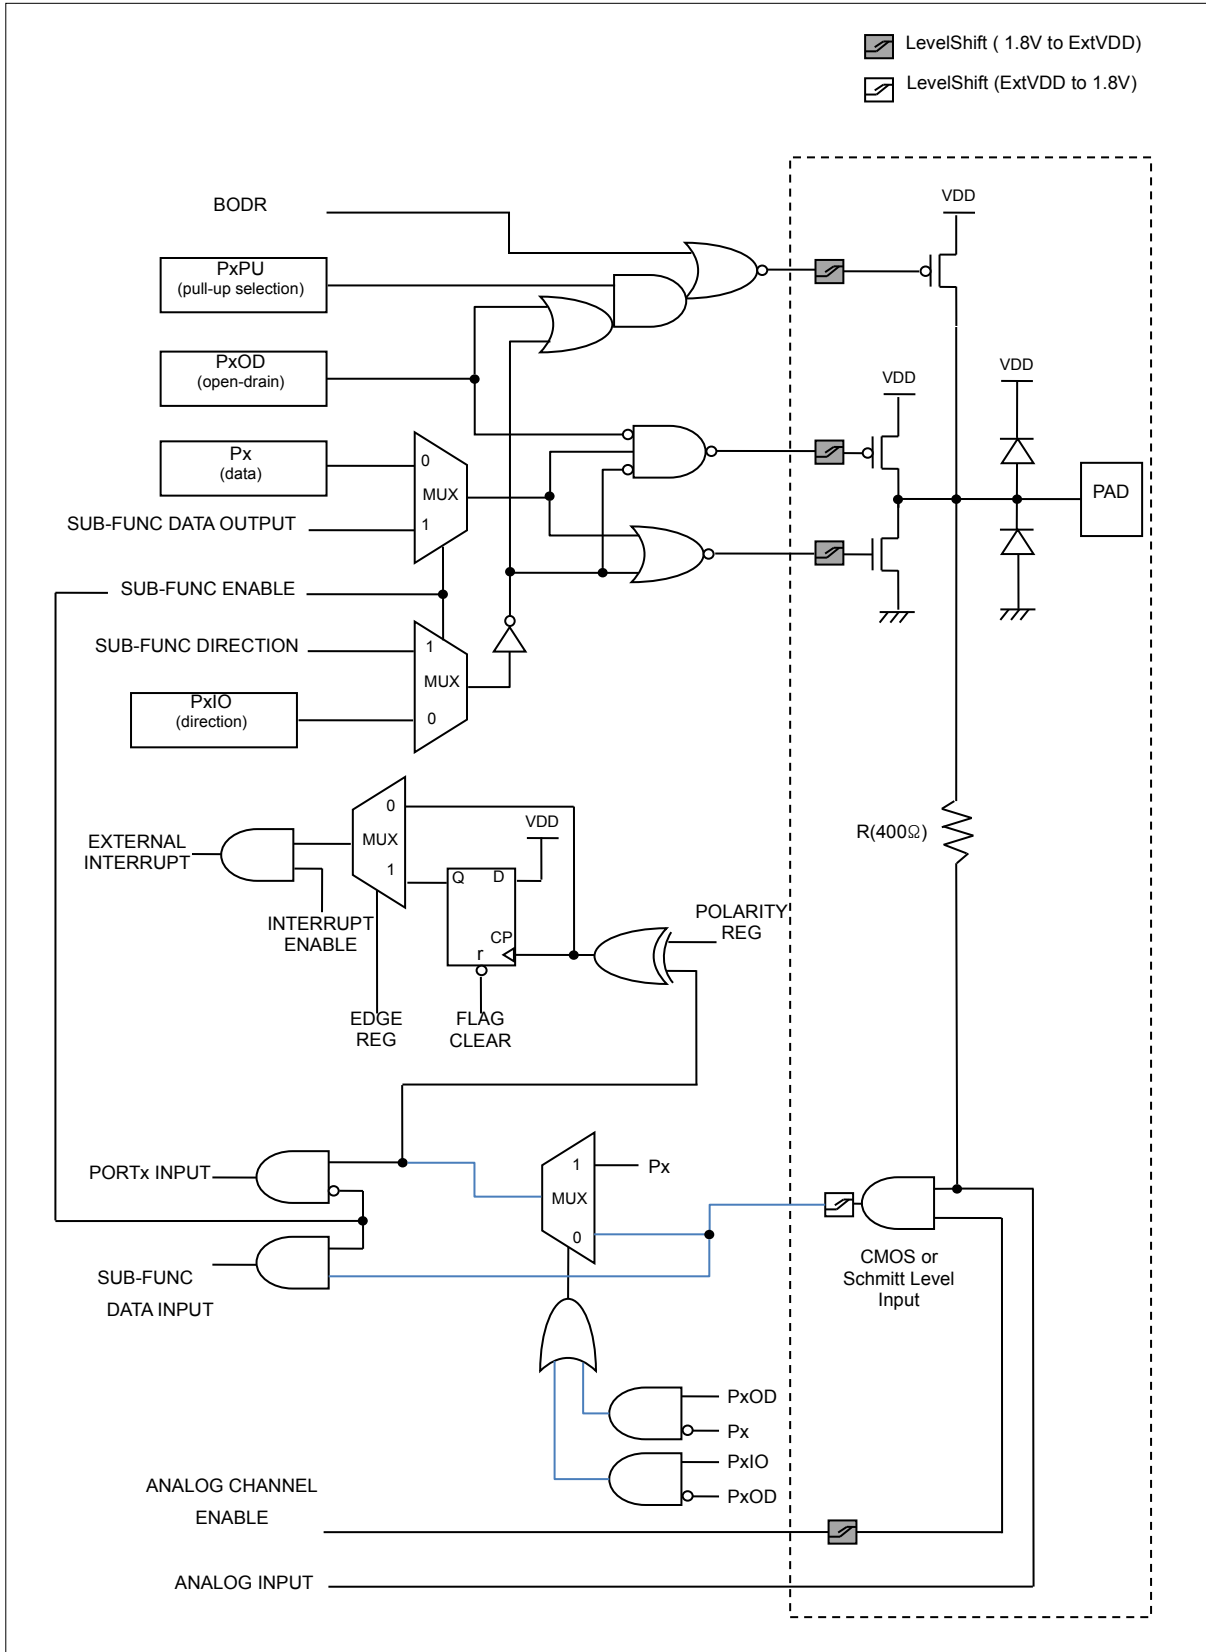 LevelShift ( 1.8V to ExtVDD)
LevelShift (ExtVDD to 1.8V)
VDD
BODR
PxPU
(pull-up selection)
PxOD
(open-drain)
VDD
VDD
Px
(data)
0
MUX
1
SUB-FUNC DATA OUTPUT
PAD
SUB-FUNC ENABLE
SUB-FUNC DIRECTION
1
MUX
0
PxIO
(direction)
0
MUX
1
VDD
R(400Ω)
EXTERNAL
INTERRUPT
Q
D
CP
r
INTERRUPT
ENABLE
POLARITY
REG
EDGE
REG
FLAG
CLEAR
PORTx INPUT
1
MUX
0
Px
SUB-FUNC
DATA INPUT
CMOS or
Schmitt Level
Input
PxOD
Px
PxIO
PxOD
ANALOG CHANNEL
ENABLE
ANALOG INPUT